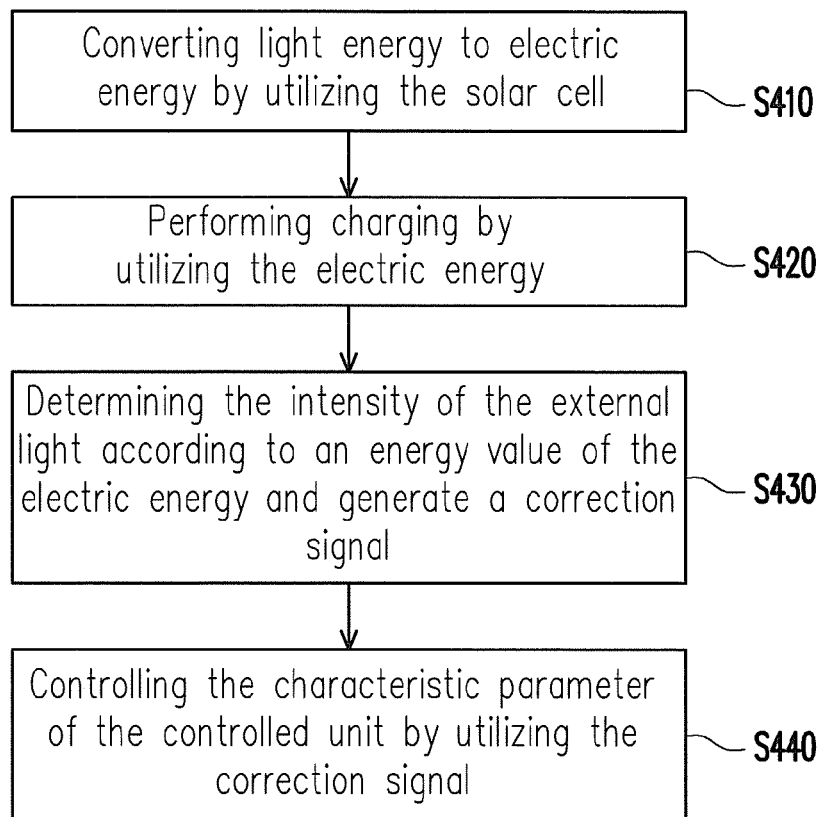 Converting light energy to electric
energy by utilizing the solar cell
S410
Performing charging by
utilizing the electric energy
S420
Determining the intensity of the external
light according to an energy value of the
electric energy and generate a correction
signal
S430
Controlling the characteristic parameter
of the controlled unit by utilizing the
correction signal
S440